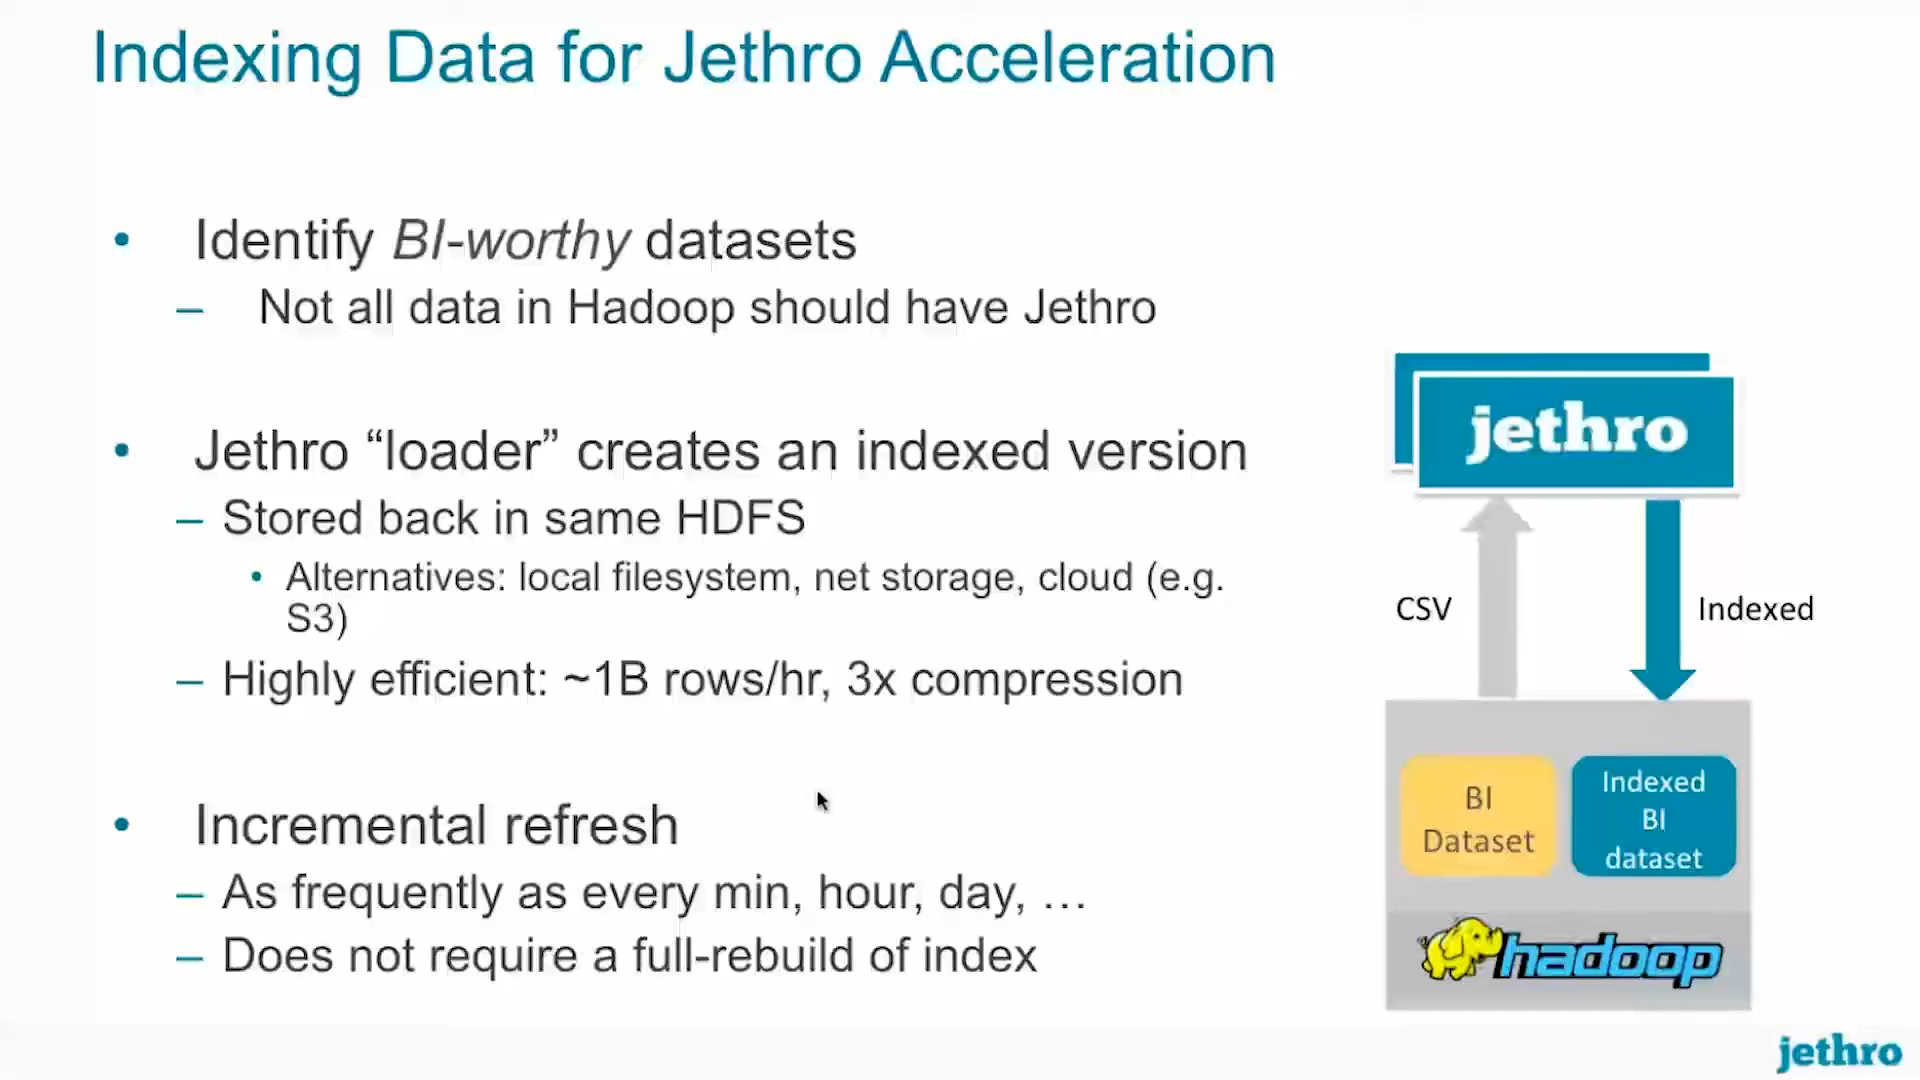 Indexing Data for Jethro Acceleration
• Identify BI-worthy datasets
– Not all data in Hadoop should have Jethro
• Jethro “loader” creates an indexed version
– Stored back in same HDFS
• Alternatives: local filesystem, net storage, cloud (e.g.
S3)
– Highly efficient: ~1B rows/hr, 3x compression
• Incremental refresh
– As frequently as every min, hour, day, …
– Does not require a full-rebuild of index
jethro
CSV
Indexed
BI
Dataset
Indexed
BI
dataset
hadoop
jethro